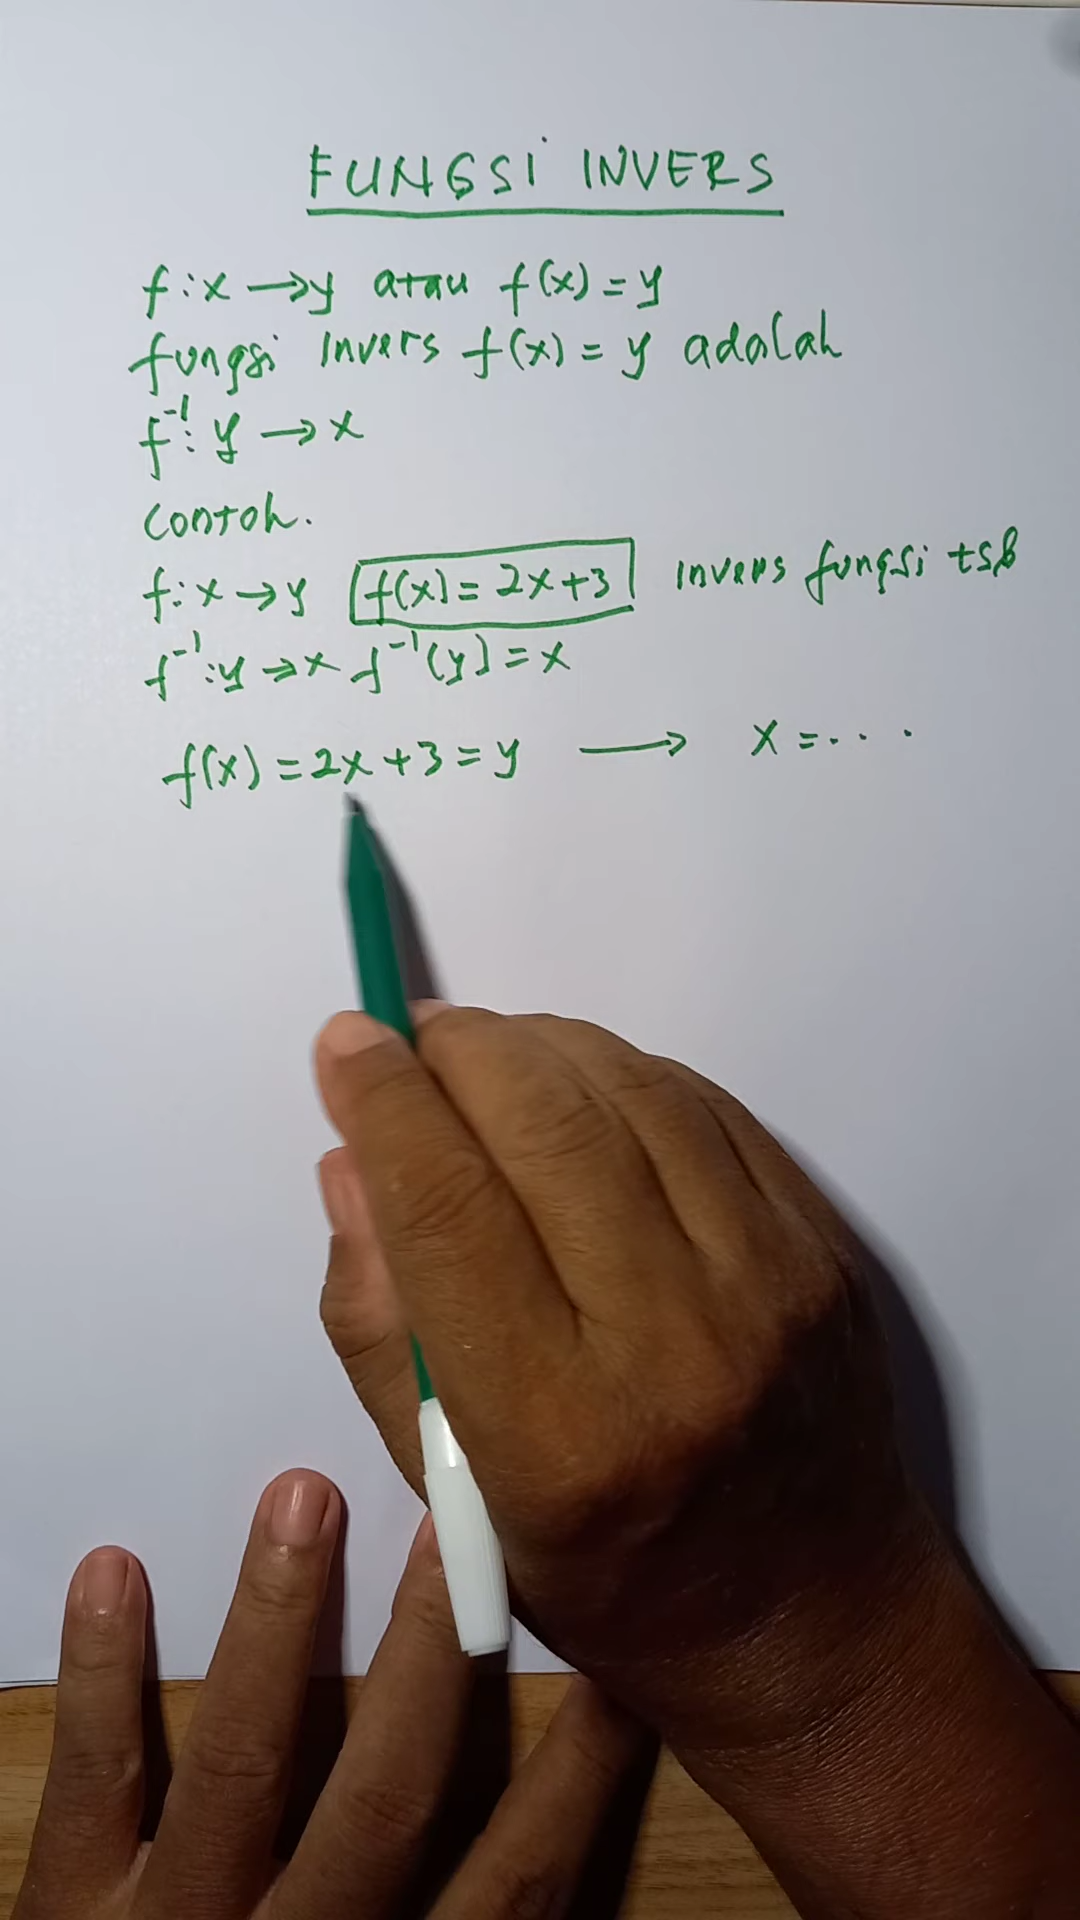 FUNGSI INVERS
f : x → y atau f(x) = y
fungsi invers f(x) = y adalah
f⁻¹ : y → x
contoh.
f : x → y f(x) = 2x + 3 invers fungsi tsb
f⁻¹ : y → x f⁻¹(y) = x
f(x) = 2x + 3 = y → x = ....